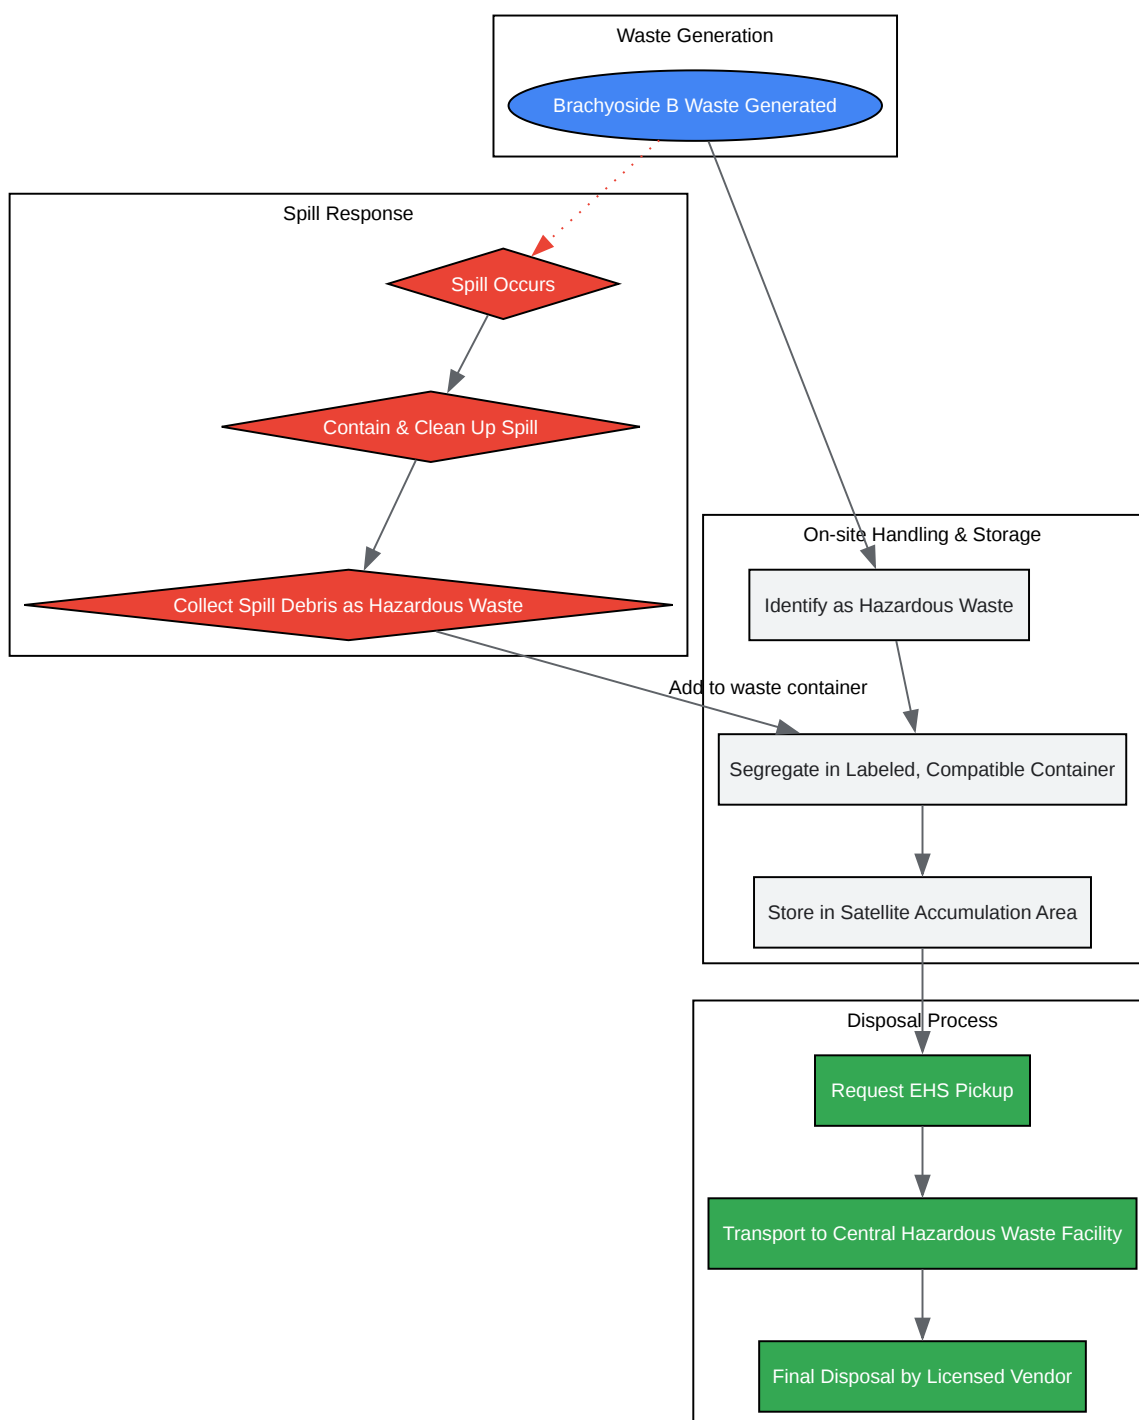 Waste Generation
Brachyoside B Waste Generated
Spill Response
Spill Occurs
Contain & Clean Up Spill
Collect Spill Debris as Hazardous Waste
On-site Handling & Storage
Identify as Hazardous Waste
Add to waste container
Segregate in Labeled, Compatible Container
Store in Satellite Accumulation Area
Disposal Process
Request EHS Pickup
Transport to Central Hazardous Waste Facility
Final Disposal by Licensed Vendor